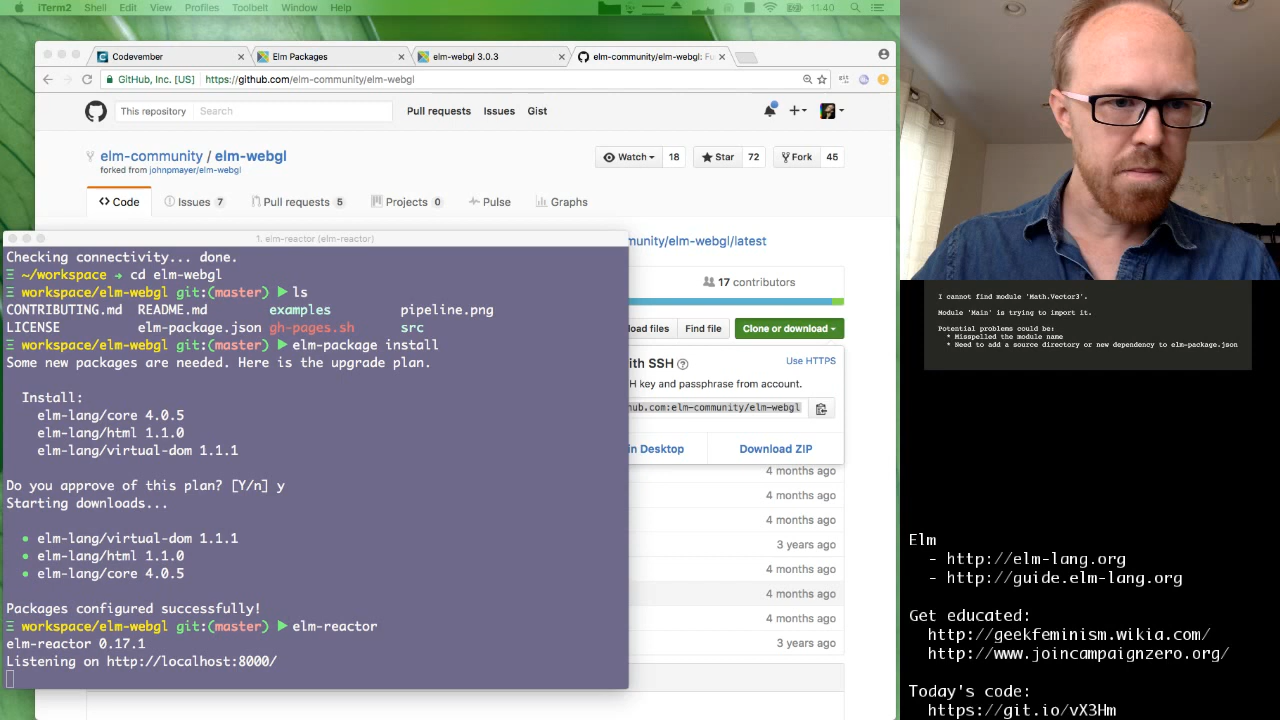 iTerm2 Shell Edit View Profiles Toolbelt Window Help 11.40
Codevember
Elm Packages
elm-webgl 3.0.3
elm-community/elm-webgl: Fu
GitHub, Inc. [US] https://github.com/elm-community/elm-webgl
This repository Search Pull requests Issues Gist
elm-community / elm-webgl
forked from johnpmayer/elm-webgl
Watch 18 Star 72 Fork 45
Code Issues 7 Pull requests 5 Projects 0 Pulse Graphs
munity/elm-webgl/latest
17 contributors
load files Find file Clone or download
ith SSH Use HTTPS
H key and passphrase from account.
hub.com:elm-community/elm-webgl
in Desktop Download ZIP
4 months ago
4 months ago
4 months ago
3 years ago
4 months ago
4 months ago
4 months ago
3 years ago
1. elm-reactor (elm-reactor)
Checking connectivity... done.
Ξ ~/workspace → cd elm-webgl
Ξ workspace/elm-webgl git:(master) ▶ ls
CONTRIBUTING.md README.md examples pipeline.png
LICENSE elm-package.json gh-pages.sh src
Ξ workspace/elm-webgl git:(master) ▶ elm-package install
Some new packages are needed. Here is the upgrade plan.
Install:
elm-lang/core 4.0.5
elm-lang/html 1.1.0
elm-lang/virtual-dom 1.1.1
Do you approve of this plan? [Y/n] y
Starting downloads...
● elm-lang/virtual-dom 1.1.1
● elm-lang/html 1.1.0
● elm-lang/core 4.0.5
Packages configured successfully!
Ξ workspace/elm-webgl git:(master) ▶ elm-reactor
elm-reactor 0.17.1
Listening on http://localhost:8000/
I cannot find module 'Math.Vector3'.
Module 'Main' is trying to import it.
Potential problems could be:
* Misspelled the module name
* Need to add a source directory or new dependency to elm-package.json
Elm
- http://elm-lang.org
- http://guide.elm-lang.org
Get educated:
http://geekfeminism.wikia.com/
http://www.joincampaignzero.org/
Today's code:
https://git.io/vX3Hm